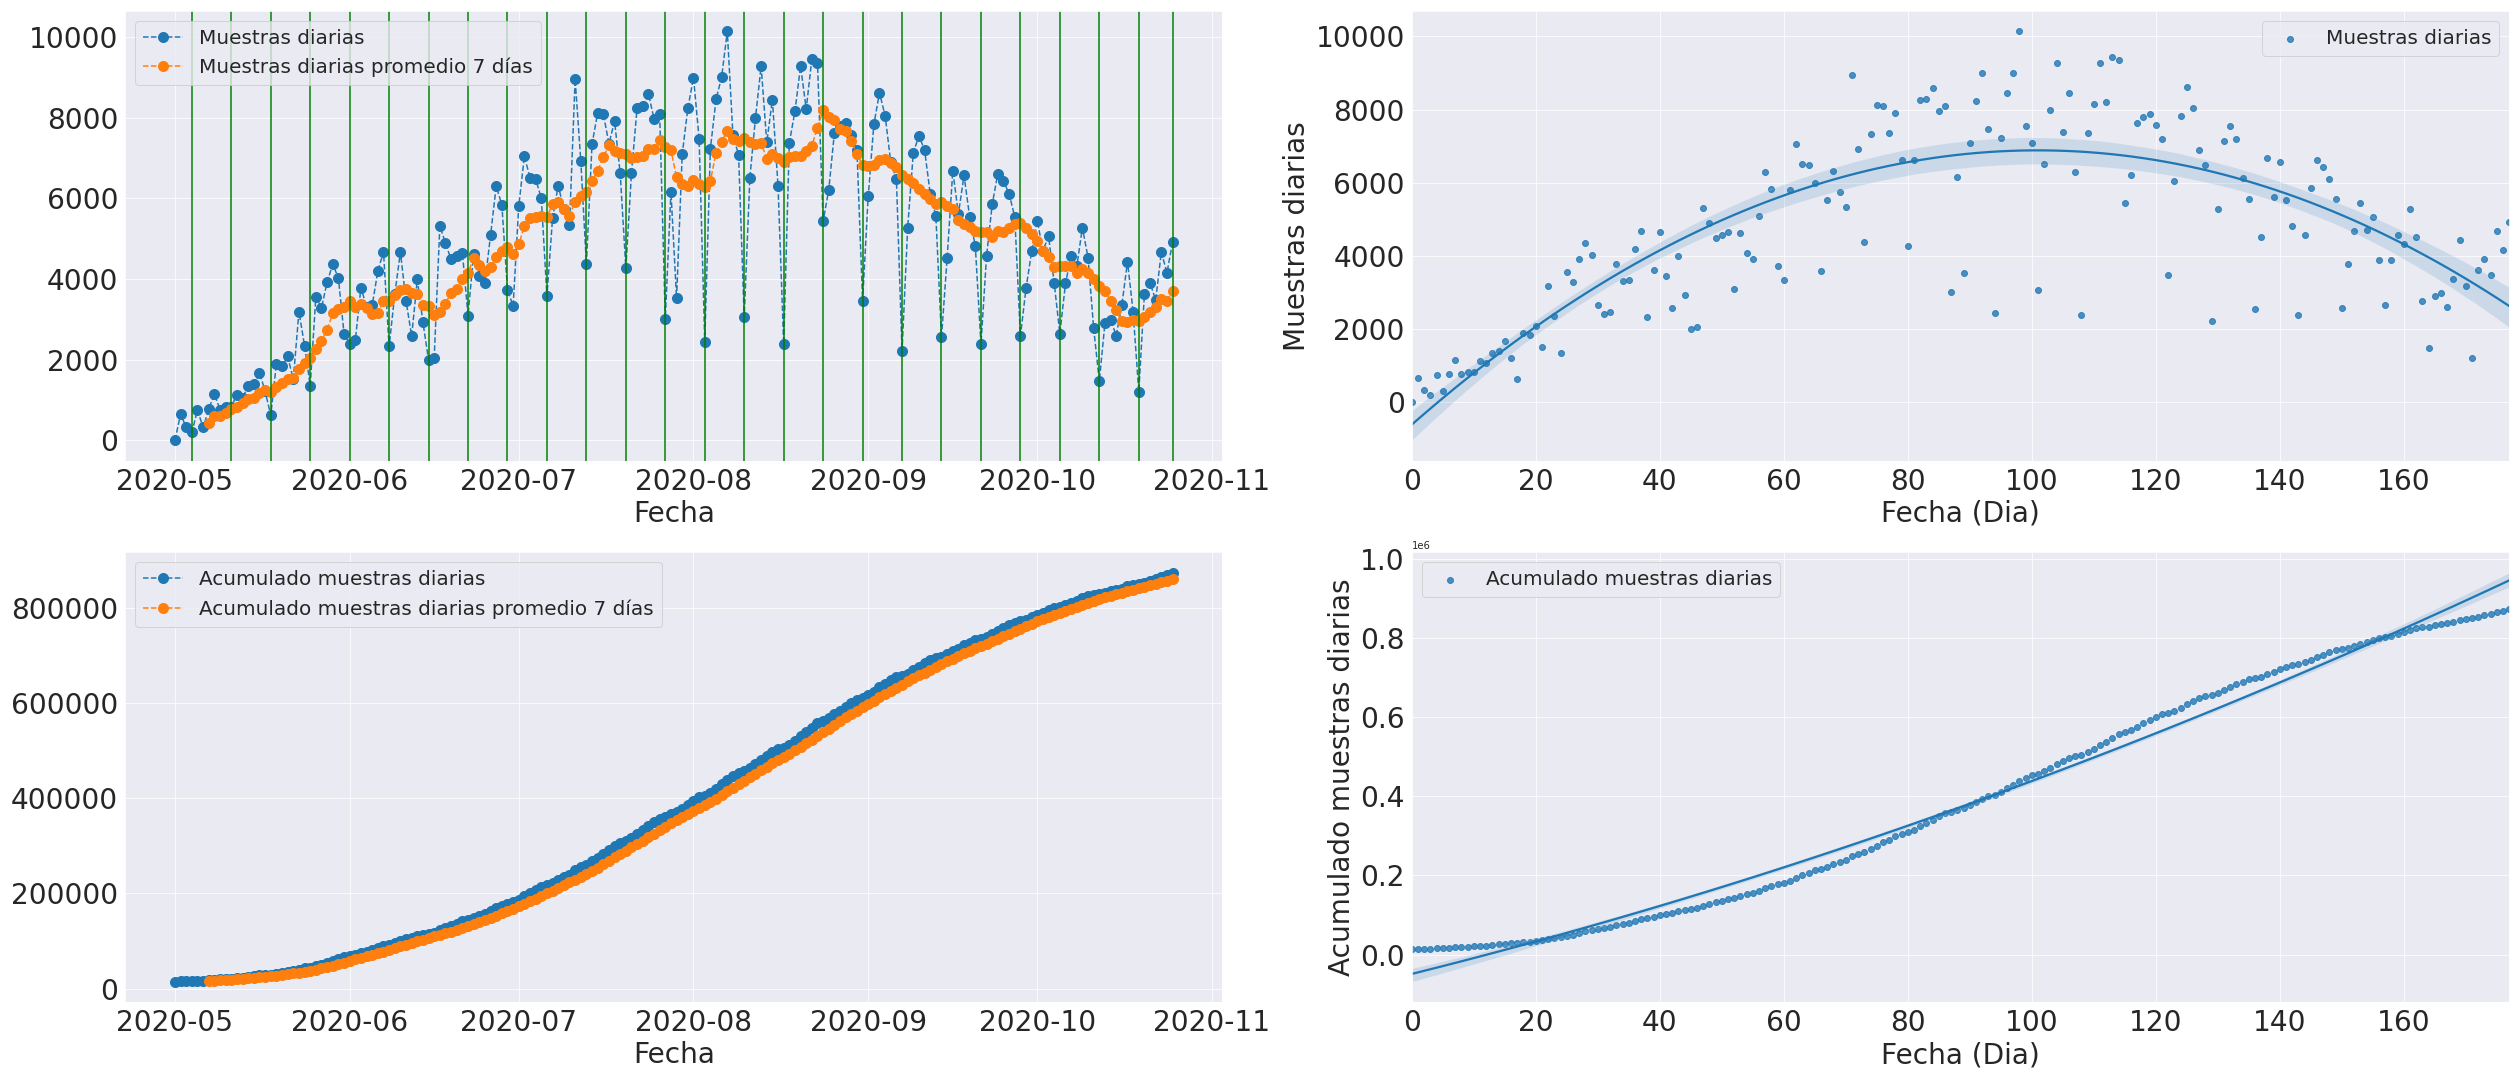 Muestras diarias
Muestras diarias promedio 7 días
10000
8000
6000
4000
2000
0
2020-05 2020-06 2020-07 2020-08 2020-09 2020-10 2020-11
Fecha
Muestras diarias
Muestras diarias
10000
8000
6000
4000
2000
0
0 20 40 60 80 100 120 140 160
Fecha (Dia)
Acumulado muestras diarias
Acumulado muestras diarias promedio 7 días
800000
600000
400000
200000
0
2020-05 2020-06 2020-07 2020-08 2020-09 2020-10 2020-11
Fecha
1e6
Acumulado muestras diarias
Acumulado muestras diarias
1.0
0.8
0.6
0.4
0.2
0.0
0 20 40 60 80 100 120 140 160
Fecha (Dia)